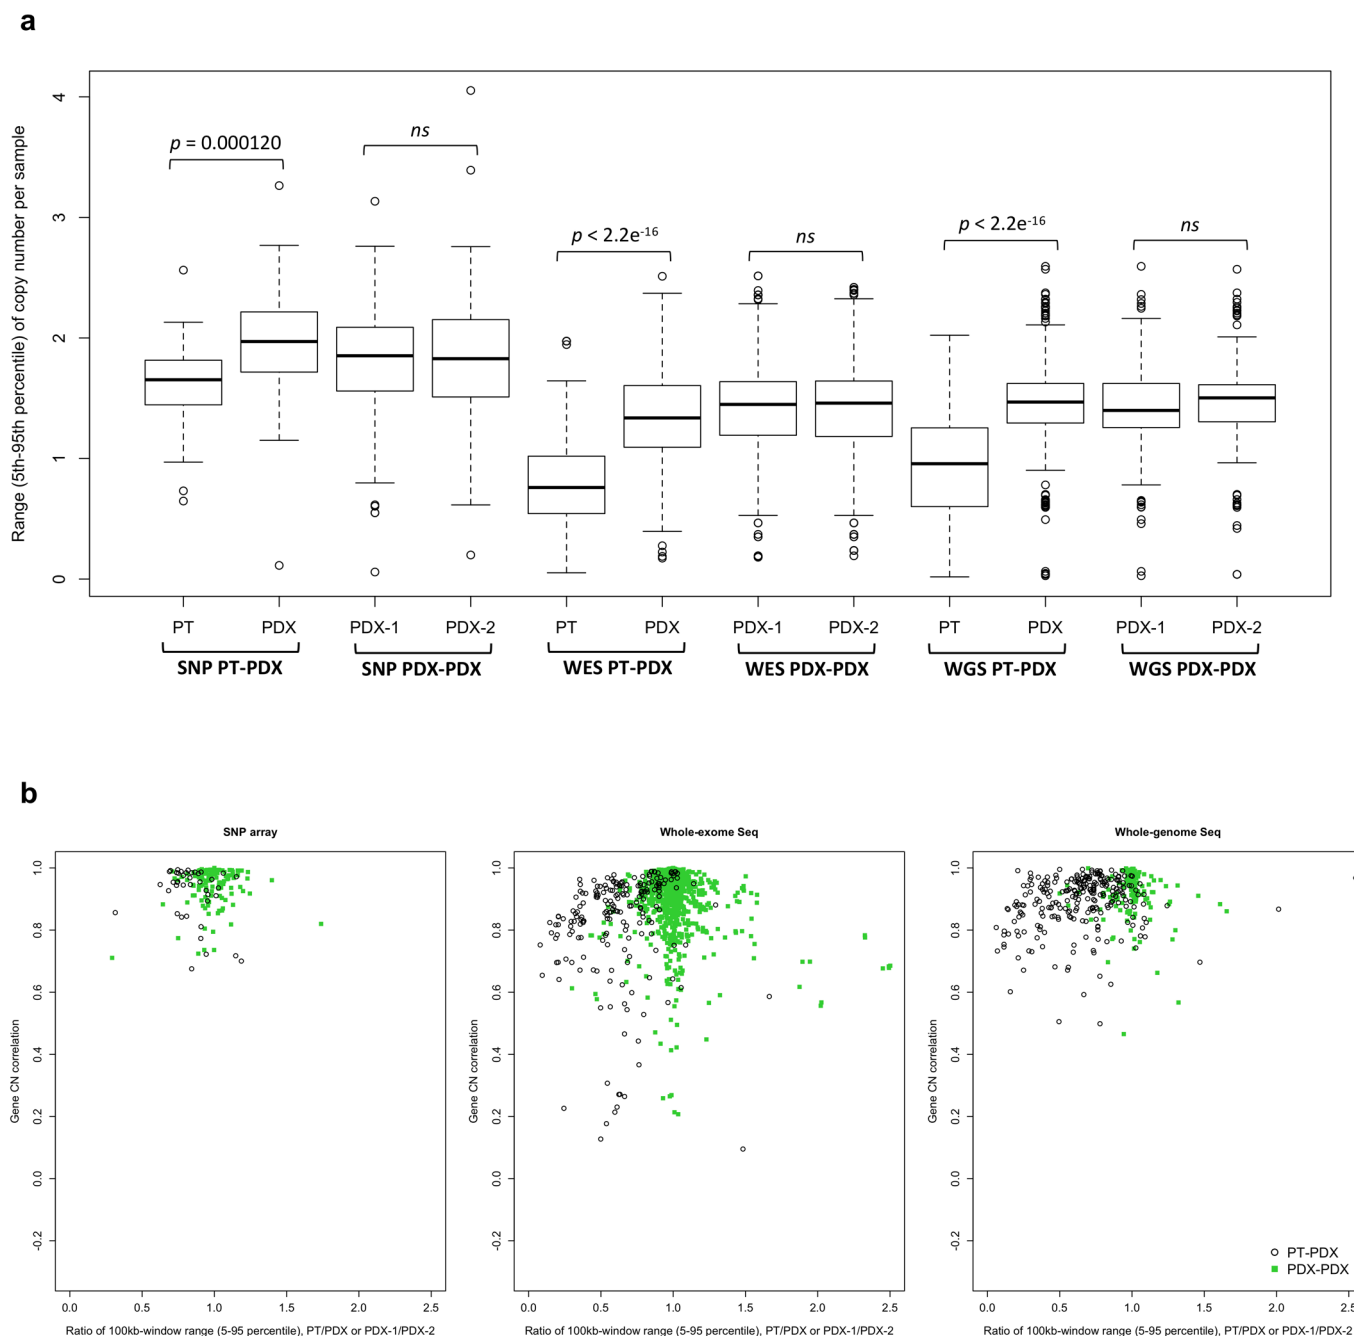 a
Range (5th-95th percentile) of copy number per sample
4
3
2
1
0
p = 0.000120
ns
p < 2.2e-16
ns
p < 2.2e-16
ns
PT PDX PDX-1 PDX-2 PT PDX PDX-1 PDX-2 PT PDX PDX-1 PDX-2
SNP PT-PDX SNP PDX-PDX WES PT-PDX WES PDX-PDX WGS PT-PDX WGS PDX-PDX
b
SNP array
Gene CN correlation
1.0
0.8
0.6
0.4
0.2
0.0
-0.2
0.0 0.5 1.0 1.5 2.0 2.5
Ratio of 100kb-window range (5-95 percentile), PT/PDX or PDX-1/PDX-2
Whole-exome Seq
Gene CN correlation
1.0
0.8
0.6
0.4
0.2
0.0
-0.2
0.0 0.5 1.0 1.5 2.0 2.5
Ratio of 100kb-window range (5-95 percentile), PT/PDX or PDX-1/PDX-2
Whole-genome Seq
Gene CN correlation
1.0
0.8
0.6
0.4
0.2
0.0
-0.2
PT-PDX
PDX-PDX
0.0 0.5 1.0 1.5 2.0 2.5
Ratio of 100kb-window range (5-95 percentile), PT/PDX or PDX-1/PDX-2